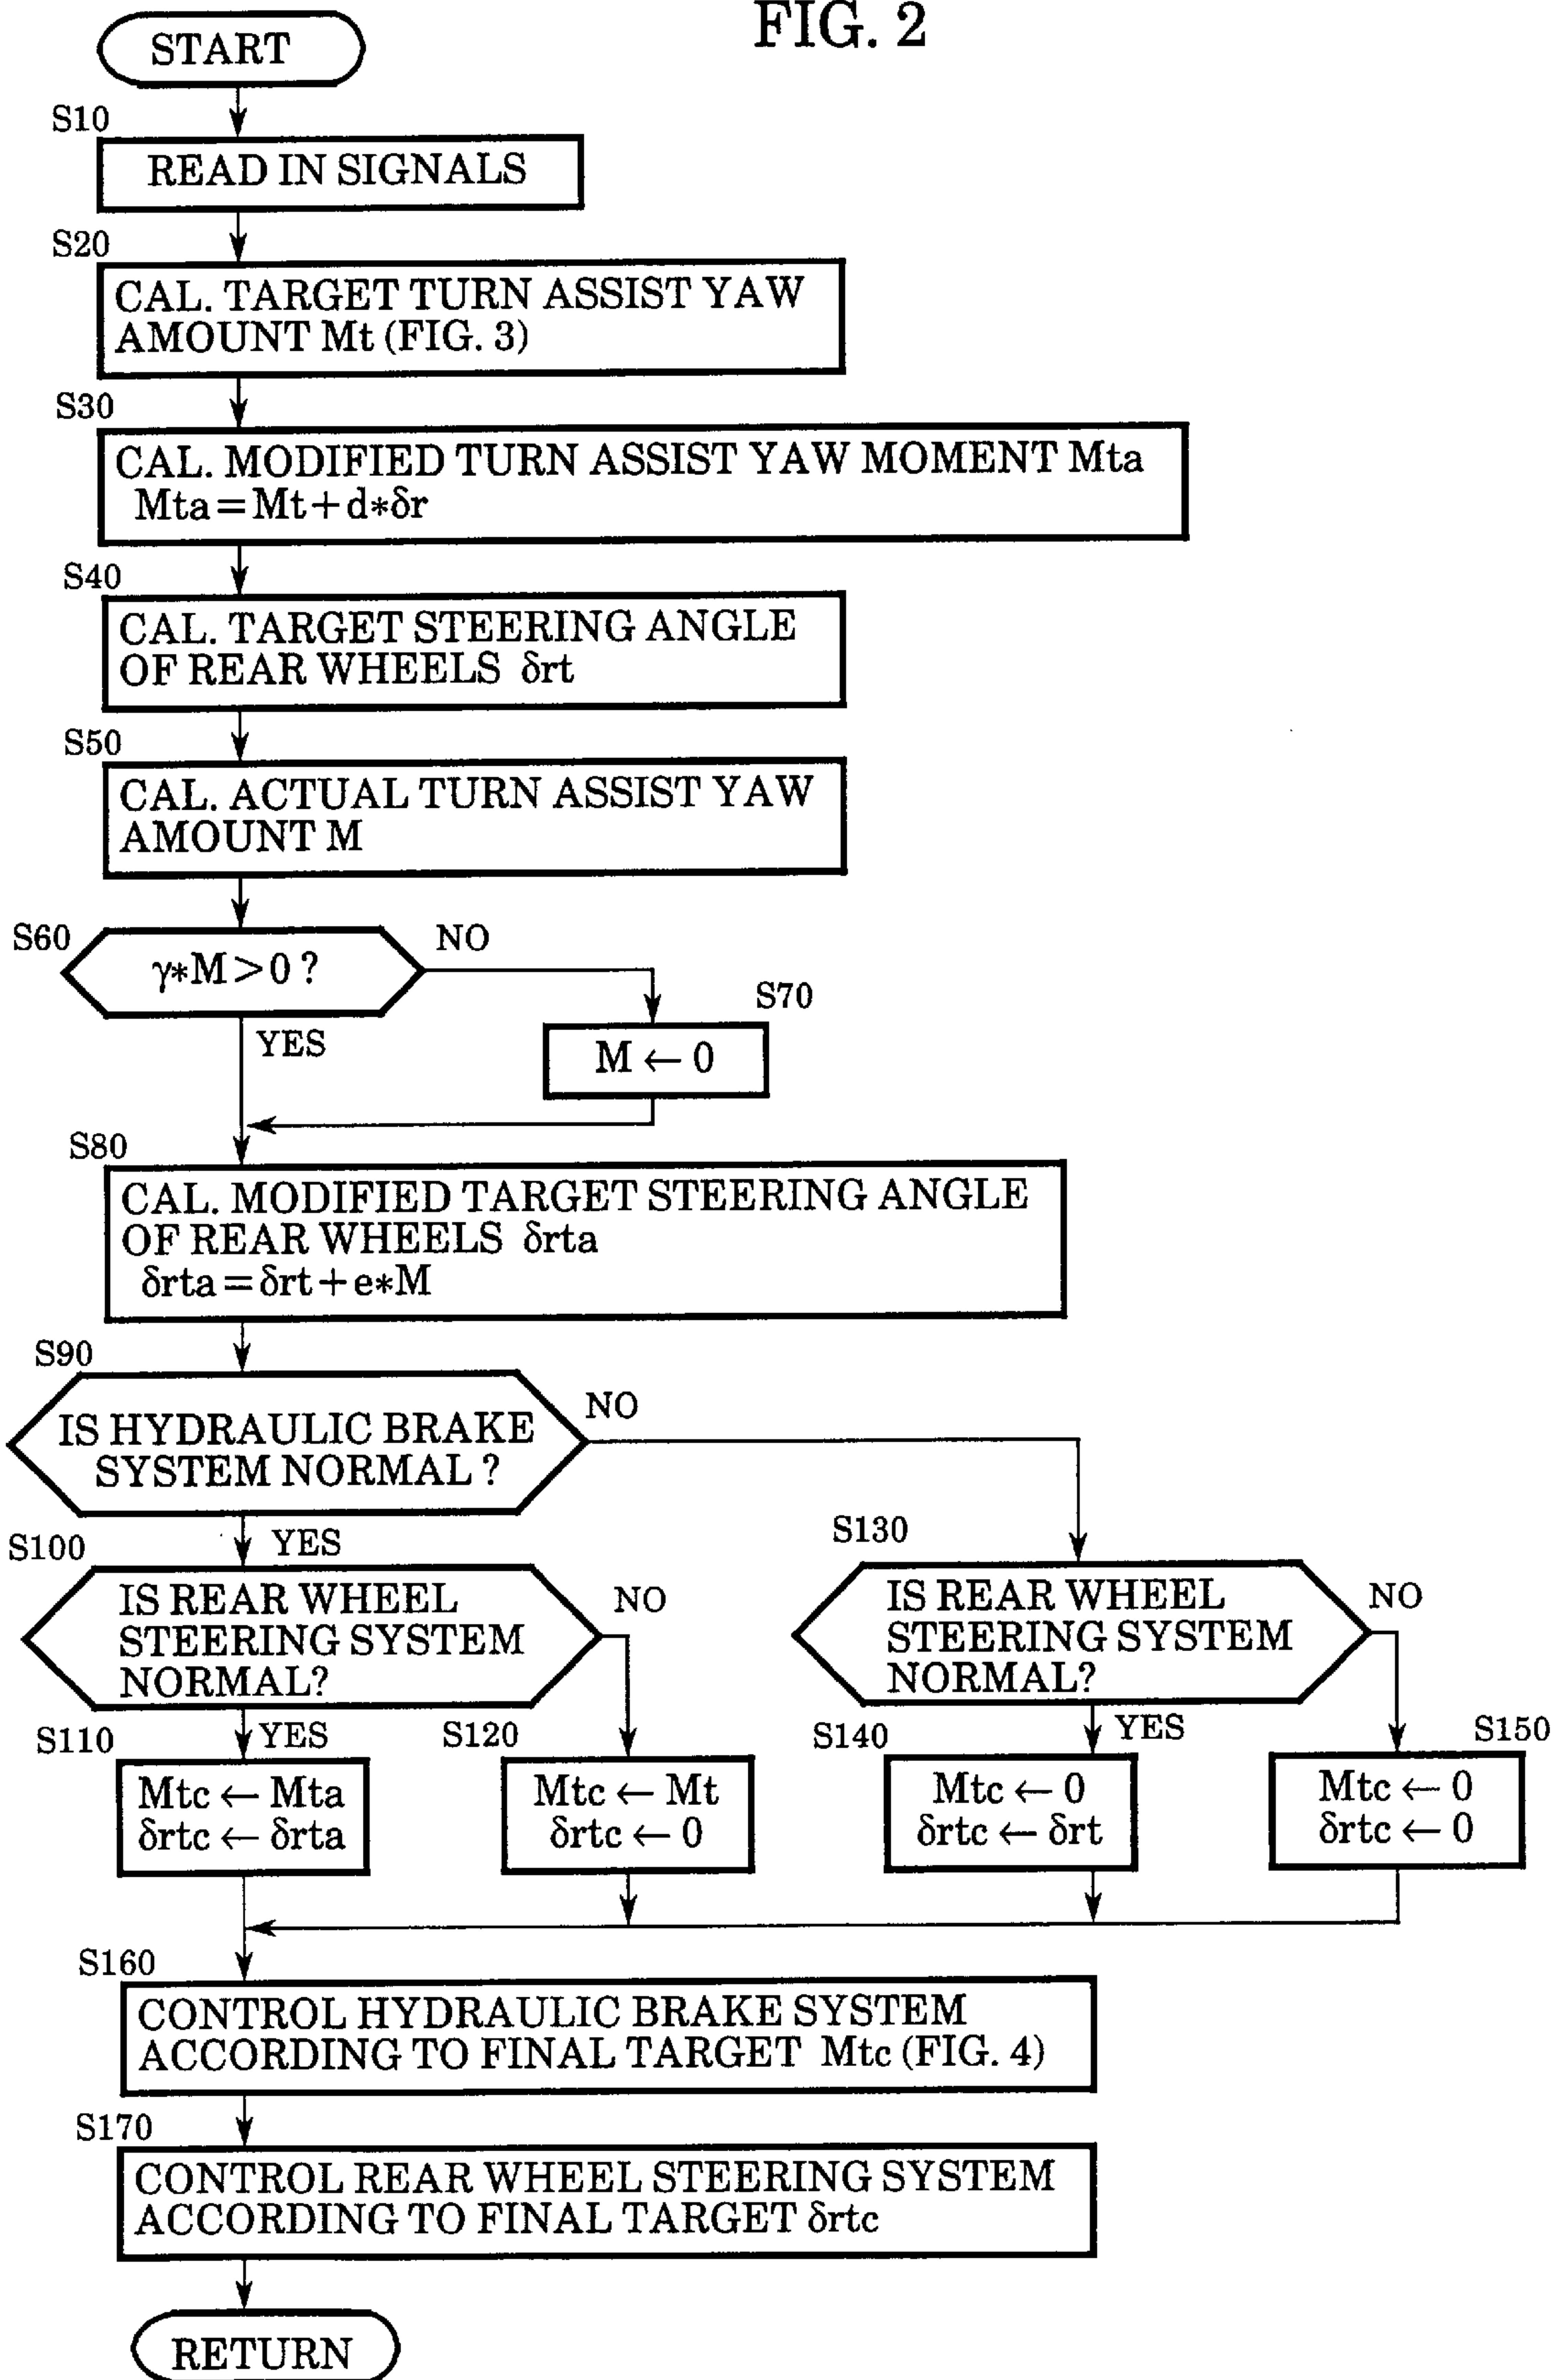 FIG. 2
START
S10
READ IN SIGNALS
S20
CAL. TARGET TURN ASSIST YAW
AMOUNT Mt (FIG. 3)
S30
CAL. MODIFIED TURN ASSIST YAW MOMENT Mta
Mta=Mt+d*δr
S40
CAL. TARGET STEERING ANGLE
OF REAR WHEELS δrt
S50
CAL. ACTUAL TURN ASSIST YAW
AMOUNT M
S60
γ*M>0?
NO
YES
S70
M←0
S80
CAL. MODIFIED TARGET STEERING ANGLE
OF REAR WHEELS δrta
δrta=δrt+e*M
S90
IS HYDRAULIC BRAKE
SYSTEM NORMAL?
NO
YES
S100
IS REAR WHEEL
STEERING SYSTEM
NORMAL?
NO
YES
S130
IS REAR WHEEL
STEERING SYSTEM
NORMAL?
NO
YES
S110
Mtc←Mta
δrtc←δrta
S120
Mtc←Mt
δrtc←0
S140
Mtc←0
δrtc←δrt
S150
Mtc←0
δrtc←0
S160
CONTROL HYDRAULIC BRAKE SYSTEM
ACCORDING TO FINAL TARGET Mtc (FIG. 4)
S170
CONTROL REAR WHEEL STEERING SYSTEM
ACCORDING TO FINAL TARGET δrtc
RETURN